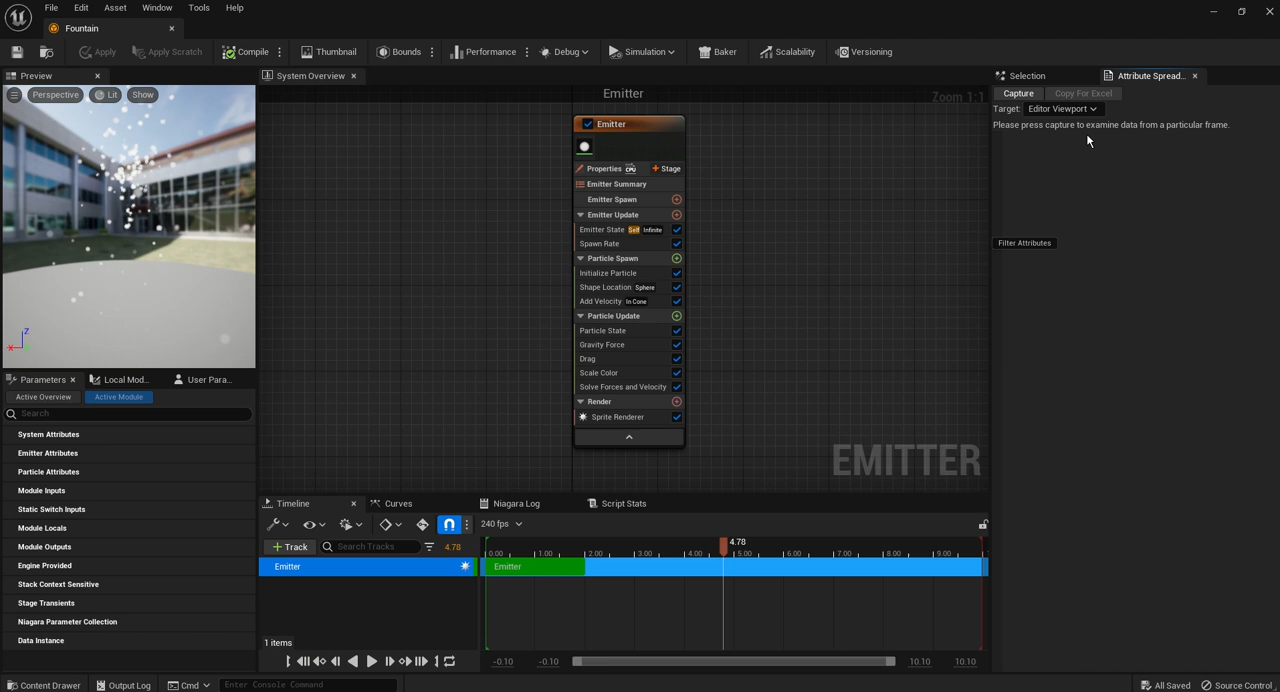 File Edit Asset Window Tools Help
Fountain
Apply Apply Scratch Compile Thumbnail Bounds Performance Debug Simulation Baker Scalability Versioning
Preview
Perspective Lit Show
Z
X
Parameters Local Mod... User Para...
Active Overview Active Module
Search
System Attributes
Emitter Attributes
Particle Attributes
Module Inputs
Static Switch Inputs
Module Locals
Module Outputs
Engine Provided
Stack Context Sensitive
Stage Transients
Niagara Parameter Collection
Data Instance
System Overview
Emitter
Zoom 1:1
Emitter
Properties CPU Stage
Emitter Summary
Emitter Spawn
Emitter Update
Emitter State Self Infinite
Spawn Rate
Particle Spawn
Initialize Particle
Shape Location Sphere
Add Velocity In Cone
Particle Update
Particle State
Gravity Force
Drag
Scale Color
Solve Forces and Velocity
Render
Sprite Renderer
EMITTER
Timeline Curves Niagara Log Script Stats
240 fps
Track Search Tracks 4.78
4.78
0.00 1.00 2.00 3.00 4.00 5.00 6.00 7.00 8.00 9.00
Emitter
Emitter
1 items
-0.10 -0.10 10.10 10.10
Selection Attribute Spread...
Capture Copy For Excel
Target: Editor Viewport
Please press capture to examine data from a particular frame.
Filter Attributes
Content Drawer Output Log Cmd Enter Console Command All Saved Source Control